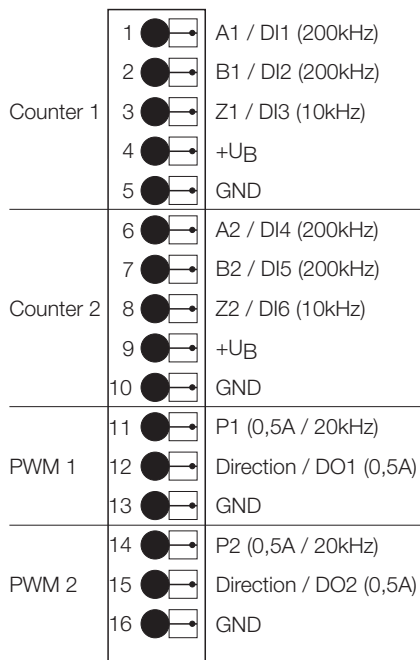 1 A1 / DI1 (200kHz)
2 B1 / DI2 (200kHz)
Counter 1 3 Z1 / DI3 (10kHz)
4 +UB
5 GND
6 A2 / DI4 (200kHz)
7 B2 / DI5 (200kHz)
Counter 2 8 Z2 / DI6 (10kHz)
9 +UB
10 GND
11 P1 (0,5A / 20kHz)
PWM 1 12 Direction / DO1 (0,5A)
13 GND
14 P2 (0,5A / 20kHz)
PWM 2 15 Direction / DO2 (0,5A)
16 GND